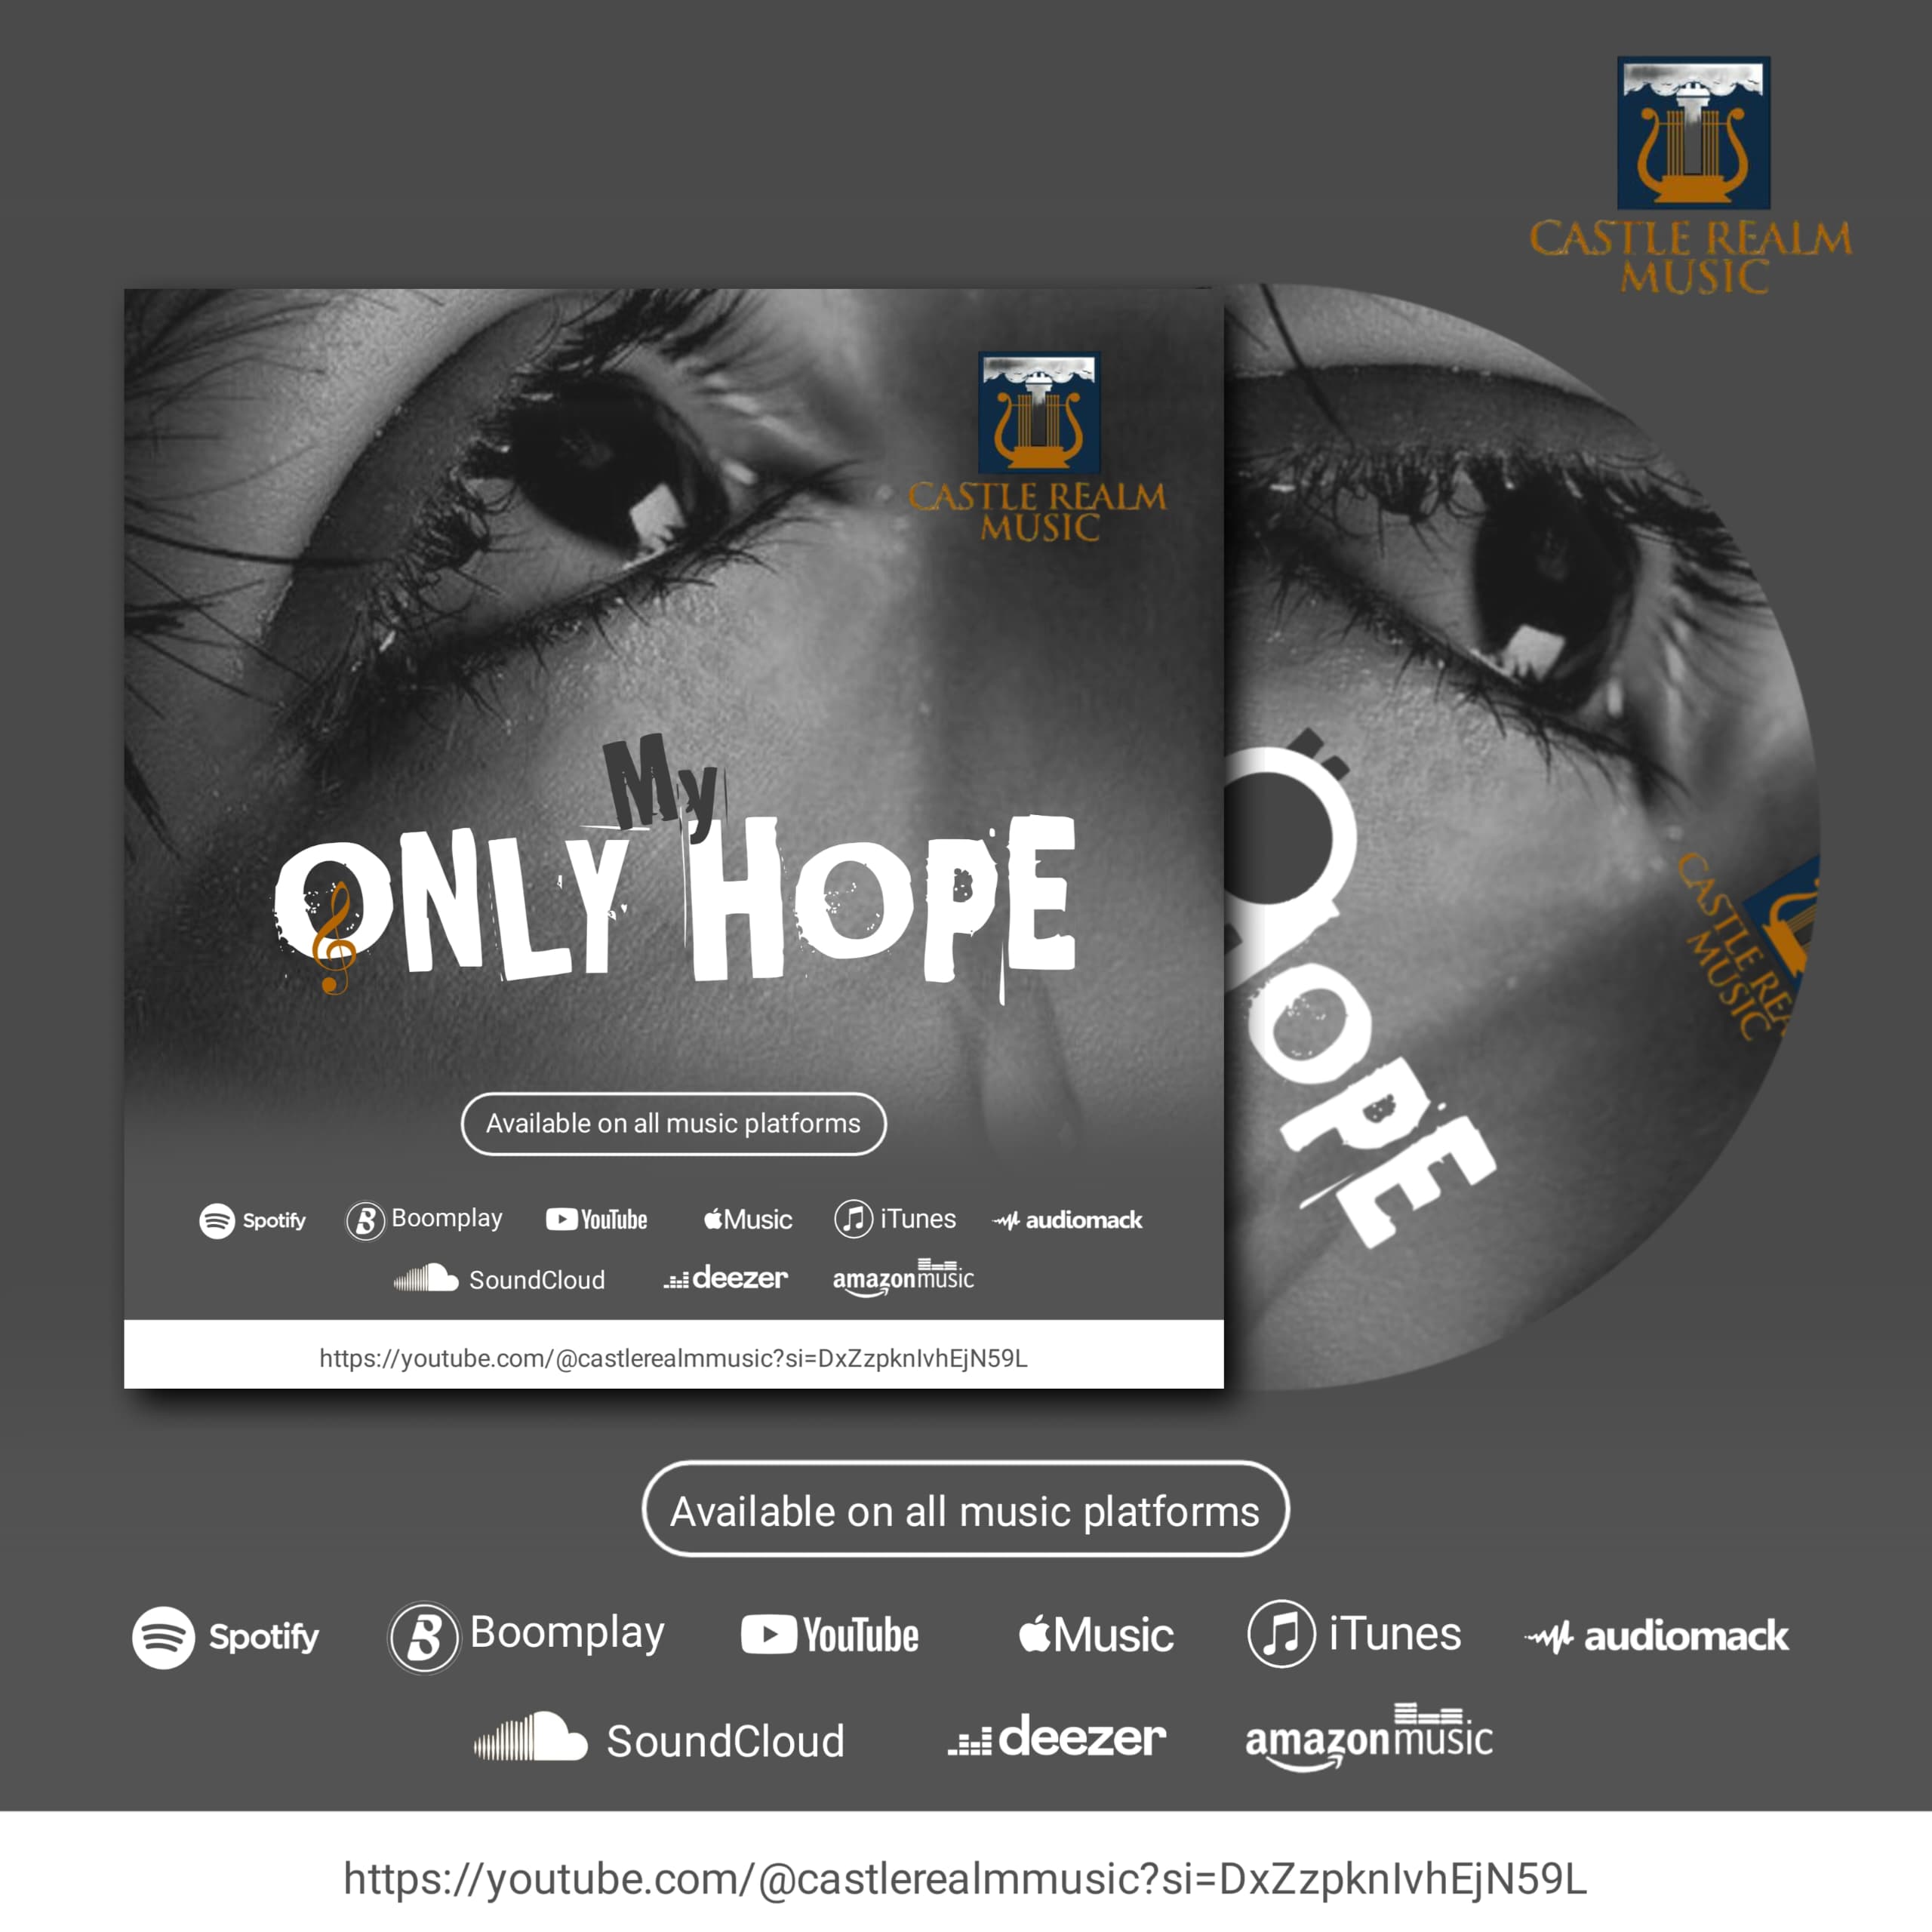 CASTLE REALM
MUSIC
CASTLE REALM
MUSIC
My
ONLY HOPE
Available on all music platforms
Spotify Boomplay YouTube Music iTunes audiomack
SoundCloud deezer amazon music
https://youtube.com/@castlerealmmusic?si=DxZzpknIvhEjN59L
OPE
CASTLE REA
MUSIC
Available on all music platforms
Spotify Boomplay YouTube Music iTunes audiomack
SoundCloud deezer amazon music
https://youtube.com/@castlerealmmusic?si=DxZzpknIvhEjN59L